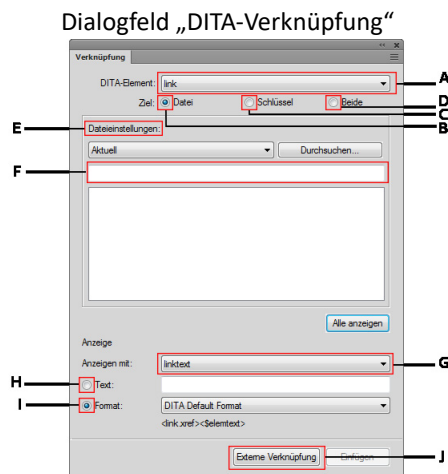 Dialogfeld „DITA-Verknüpfung“
Verknüpfung
DITA-Element: link A
Ziel: Datei Schlüssel Beide D
C
B
E Dateieinstellungen:
Aktuell Durchsuchen...
F
Alle anzeigen
Anzeige
Anzeigen mit: linktext G
H Text:
I Format: DITA Default Format
<link xref><$elemtext>
Externe Verknüpfung Einfügen J